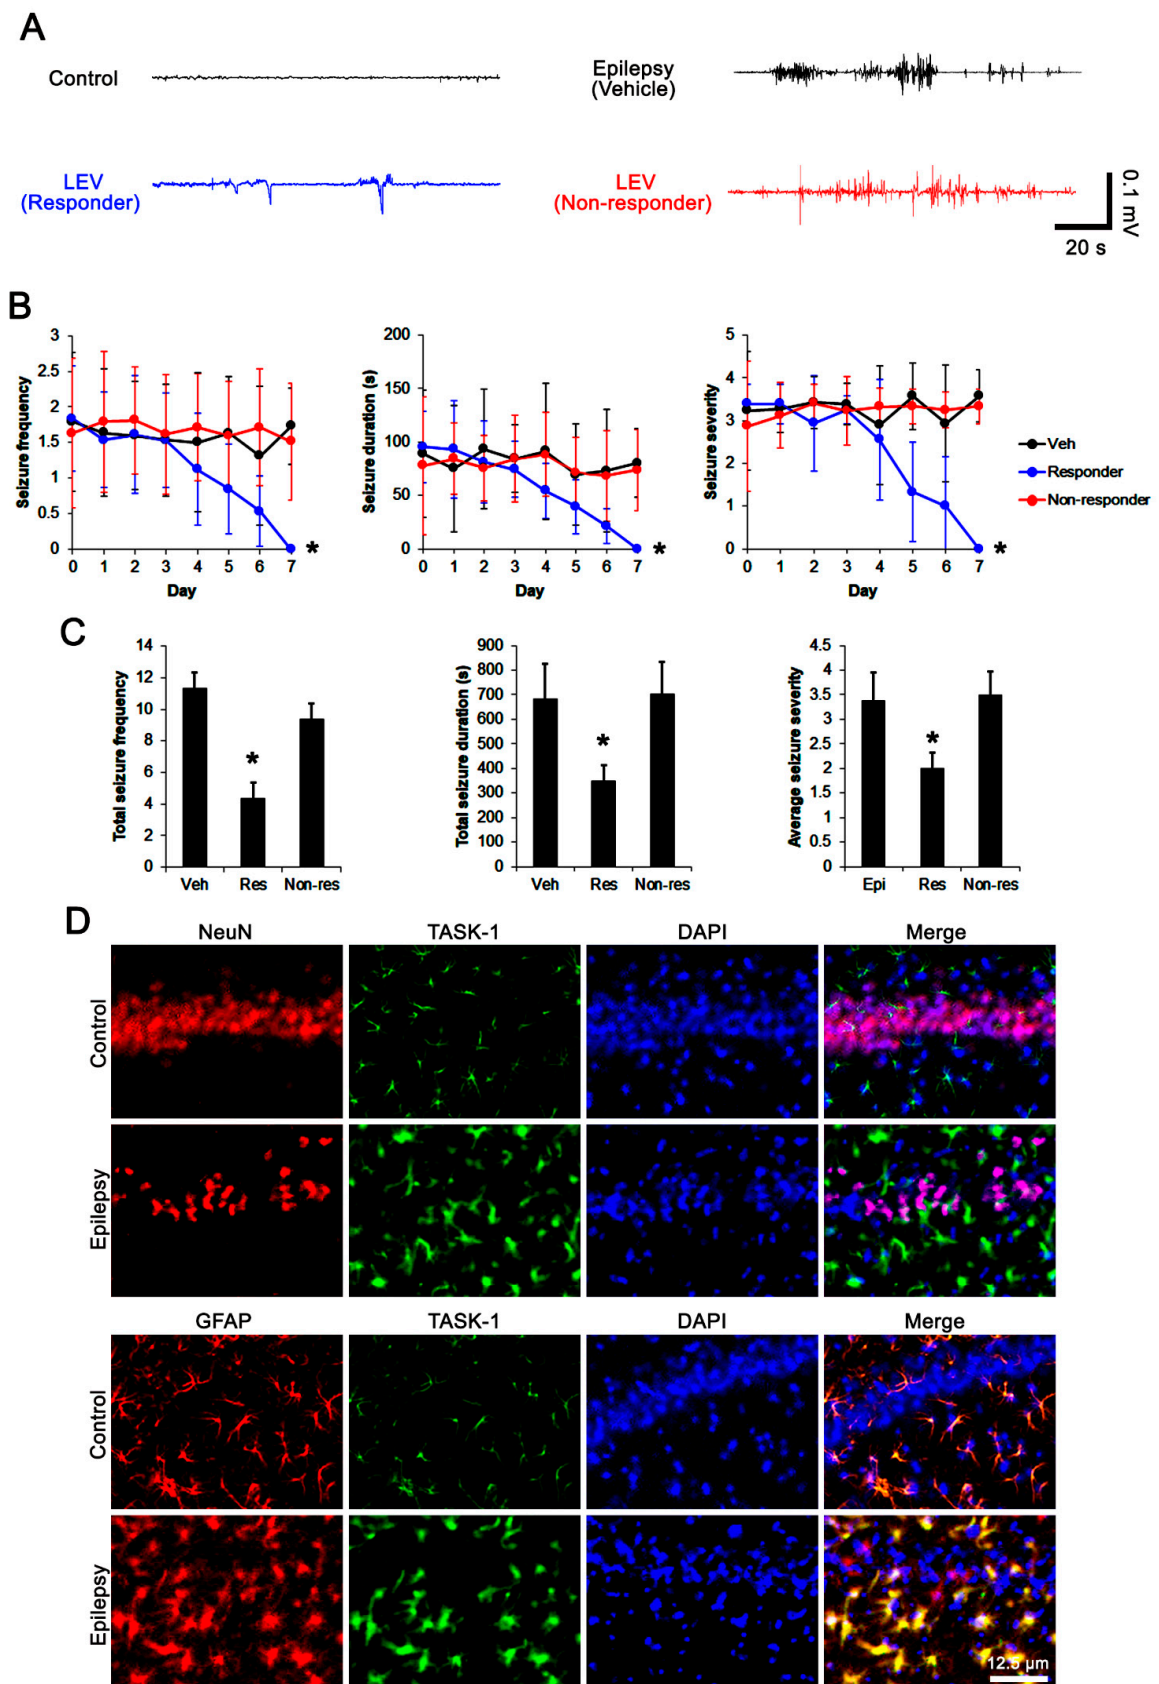 A
Control
Epilepsy
(Vehicle)
LEV
(Responder)
LEV
(Non-responder)
0.1 mV
20 s
B
Seizure frequency
3
2.5
2
1.5
1
0.5
0
0 1 2 3 4 5 6 7
Day
*
Seizure duration (s)
200
150
100
50
0
0 1 2 3 4 5 6 7
Day
*
Seizure severity
5
4
3
2
1
0
0 1 2 3 4 5 6 7
Day
*
Veh
Responder
Non-responder
C
Total seizure frequency
14
12
10
8
6
4
2
0
*
Veh Res Non-res
Total seizure duration (s)
900
800
700
600
500
400
300
200
100
0
*
Veh Res Non-res
Average seizure severity
4.5
4
3.5
3
2.5
2
1.5
1
0.5
0
*
Epi Res Non-res
D
NeuN TASK-1 DAPI Merge
Control
Epilepsy
GFAP TASK-1 DAPI Merge
Control
Epilepsy
12.5 μm